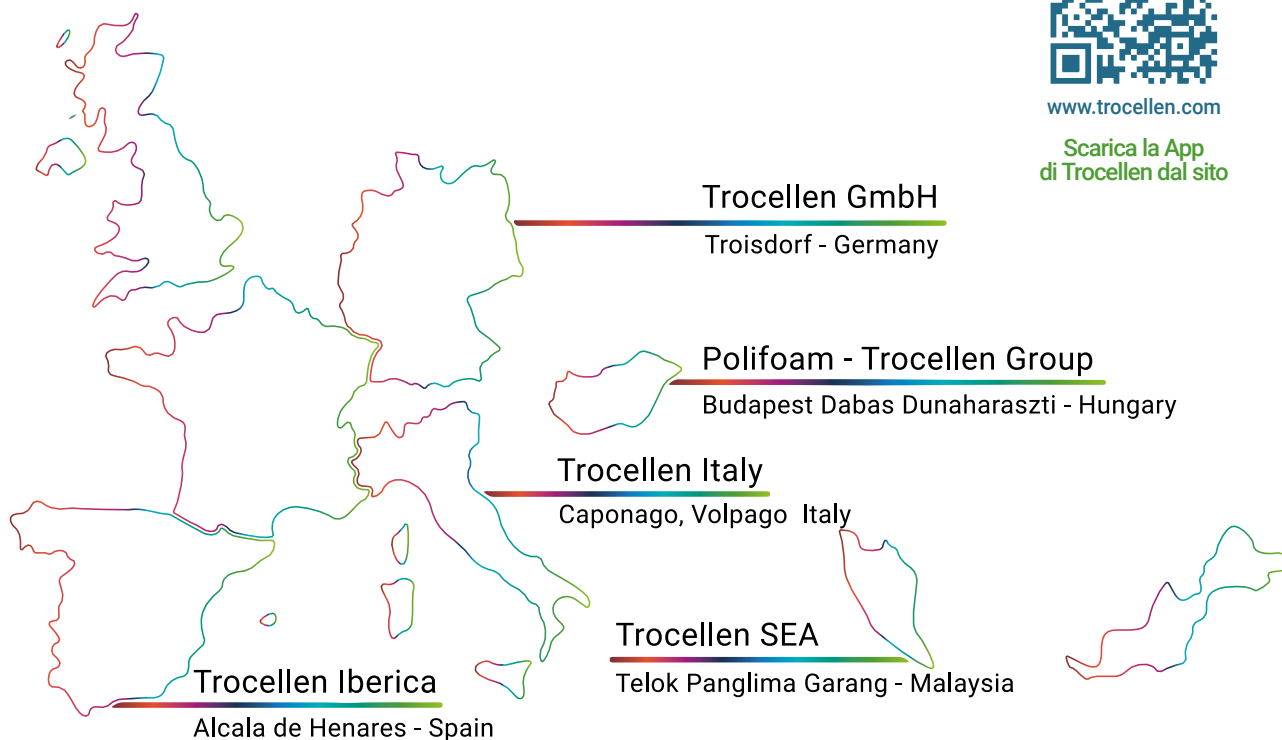 www.trocellen.com
Scarica la App
di Trocellen dal sito
Trocellen GmbH
Troisdorf - Germany
Polifoam - Trocellen Group
Budapest Dabas Dunaharaszti - Hungary
Trocellen Italy
Caponago, Volpago Italy
Trocellen SEA
Telok Panglima Garang - Malaysia
Trocellen Iberica
Alcala de Henares - Spain